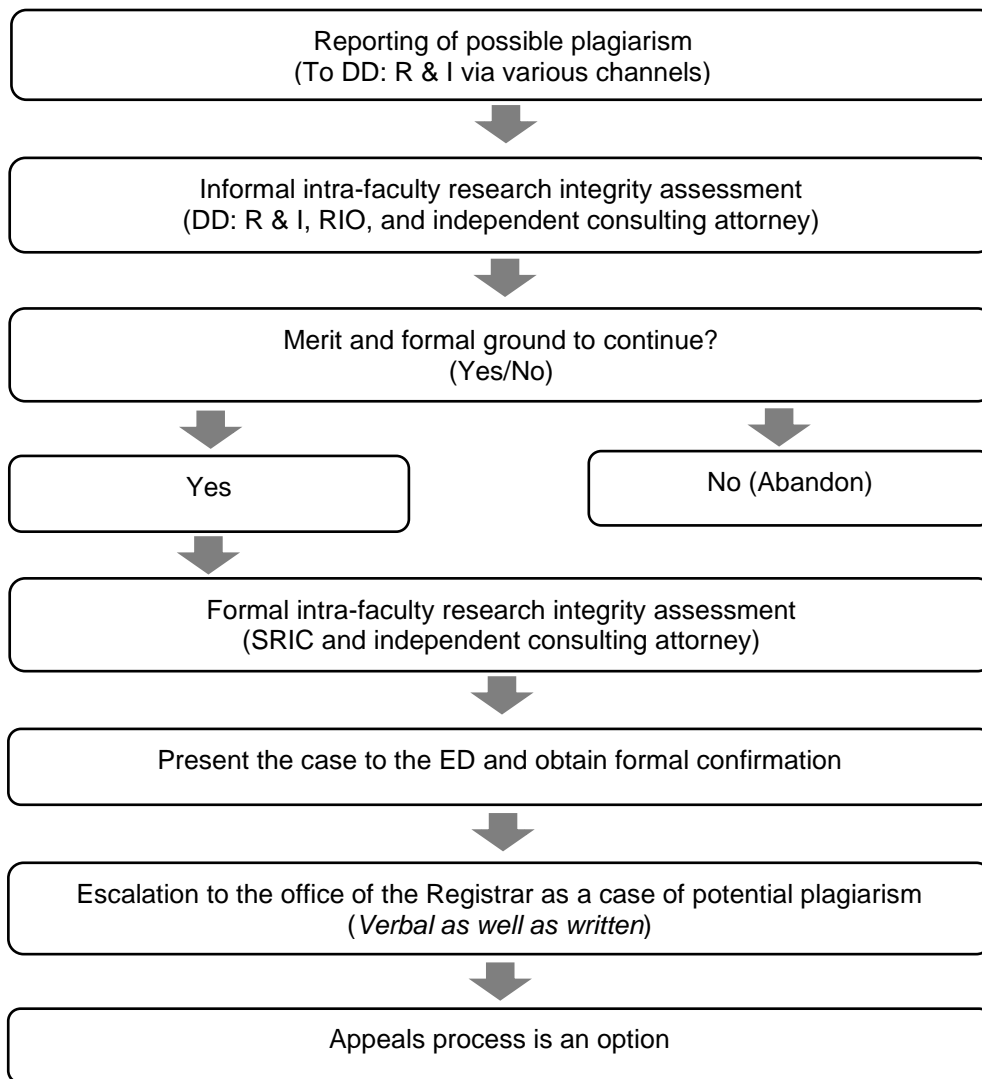 Reporting of possible plagiarism
(To DD: R & I via various channels)
Informal intra-faculty research integrity assessment
(DD: R & I, RIO, and independent consulting attorney)
Merit and formal ground to continue?
(Yes/No)
Yes
No (Abandon)
Formal intra-faculty research integrity assessment
(SRIC and independent consulting attorney)
Present the case to the ED and obtain formal confirmation
Escalation to the office of the Registrar as a case of potential plagiarism
(Verbal as well as written)
Appeals process is an option